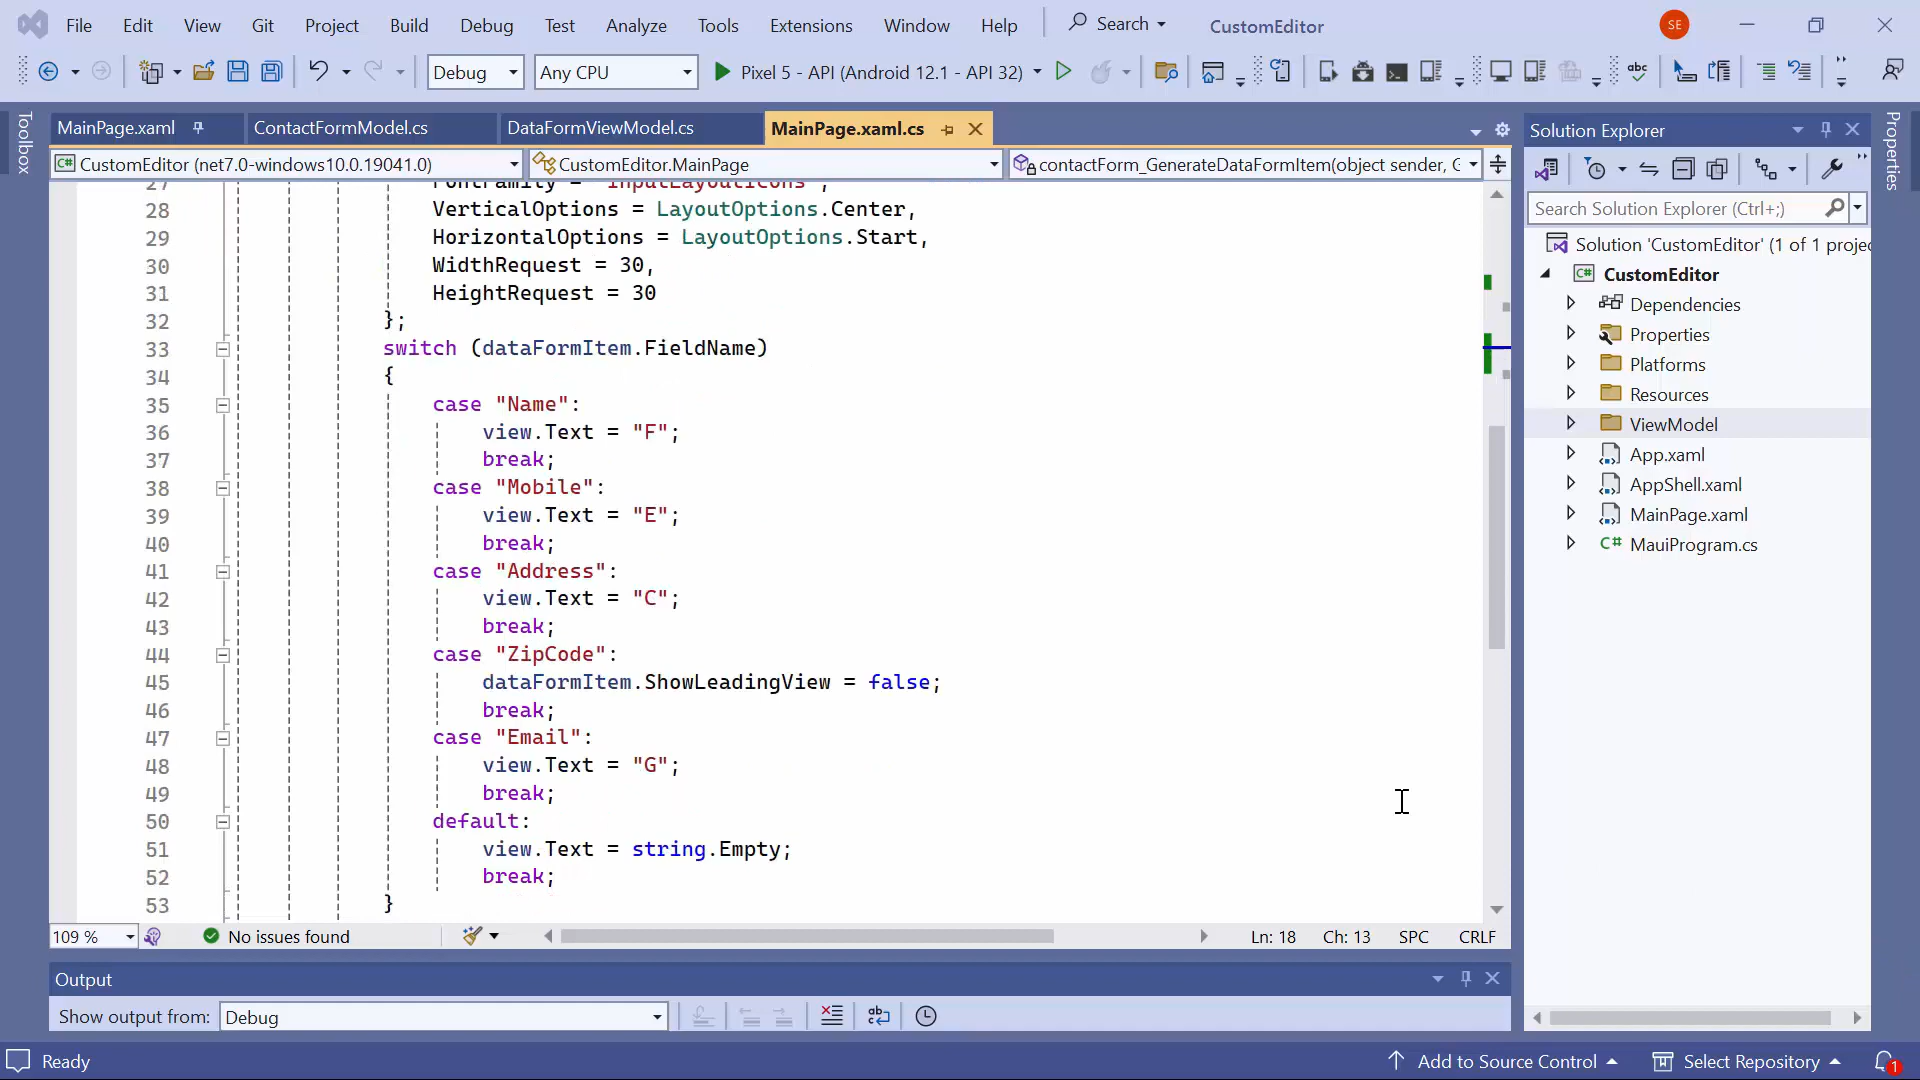 File Edit View Git Project Build Debug Test Analyze Tools Extensions Window Help Search CustomEditor SE
Debug Any CPU Pixel 5 - API (Android 12.1 - API 32)
Toolbox
MainPage.xaml ContactFormModel.cs DataFormViewModel.cs MainPage.xaml.cs
CustomEditor (net7.0-windows10.0.19041.0) CustomEditor.MainPage contactForm_GenerateDataFormItem(object sender, G
27 FontFamily = "InputLayoutIcons",
28 VerticalOptions = LayoutOptions.Center,
29 HorizontalOptions = LayoutOptions.Start,
30 WidthRequest = 30,
31 HeightRequest = 30
32 };
33 switch (dataFormItem.FieldName)
34 {
35 case "Name":
36 view.Text = "F";
37 break;
38 case "Mobile":
39 view.Text = "E";
40 break;
41 case "Address":
42 view.Text = "C";
43 break;
44 case "ZipCode":
45 dataFormItem.ShowLeadingView = false;
46 break;
47 case "Email":
48 view.Text = "G";
49 break;
50 default:
51 view.Text = string.Empty;
52 break;
53 }
109 % No issues found Ln: 18 Ch: 13 SPC CRLF
Output
Show output from: Debug
Solution Explorer
Search Solution Explorer (Ctrl+;)
Solution 'CustomEditor' (1 of 1 projec
C# CustomEditor
Dependencies
Properties
Platforms
Resources
ViewModel
App.xaml
AppShell.xaml
MainPage.xaml
C# MauiProgram.cs
Properties
Ready Add to Source Control Select Repository 1